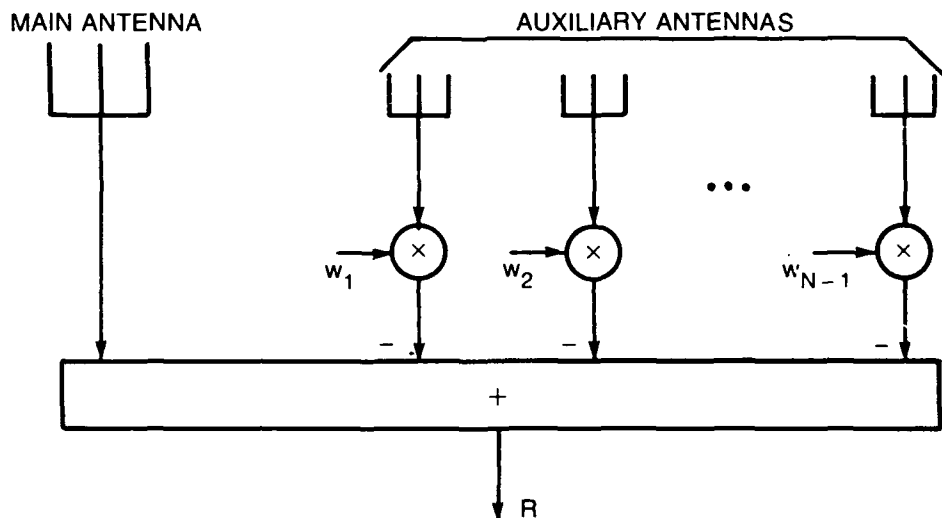 MAIN ANTENNA
AUXILIARY ANTENNAS
• • •
× × ×
w1 w2 wN–1
– – –
+
R